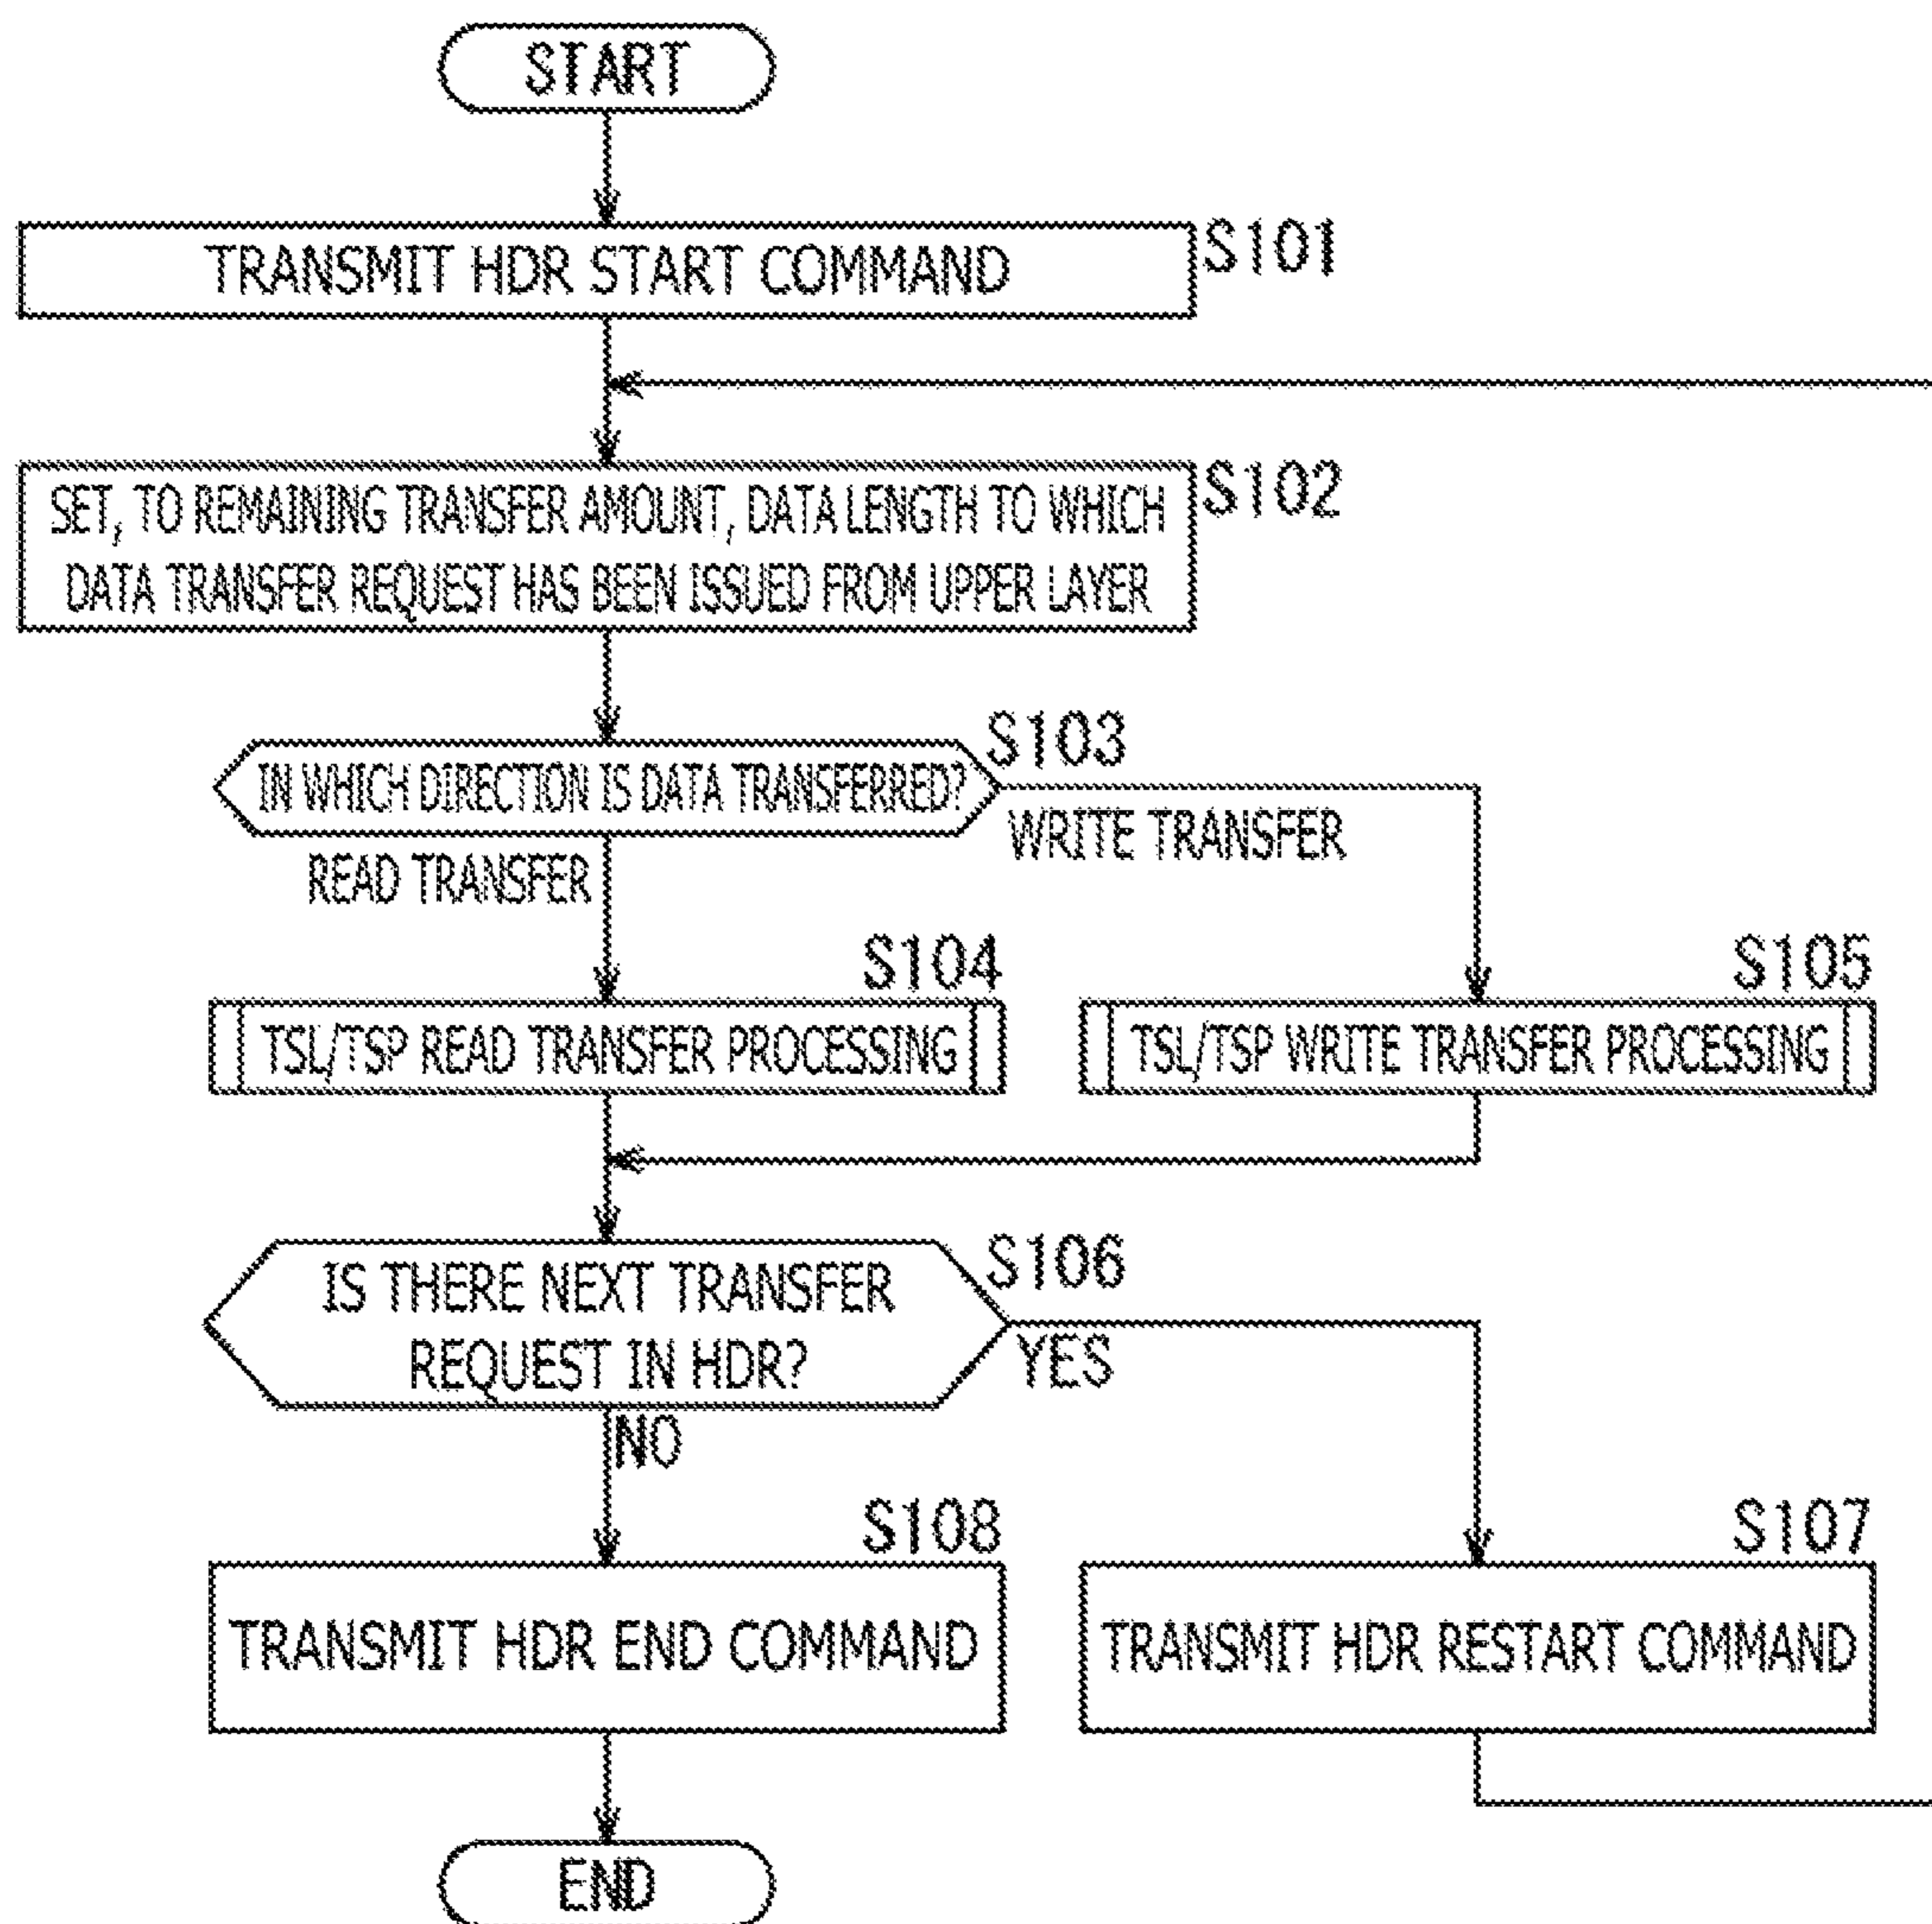 START
TRANSMIT HDR START COMMAND
S101
SET, TO REMAINING TRANSFER AMOUNT, DATA LENGTH TO WHICH
DATA TRANSFER REQUEST HAS BEEN ISSUED FROM UPPER LAYER
S102
IN WHICH DIRECTION IS DATA TRANSFERRED?
S103
WRITE TRANSFER
READ TRANSFER
S104
TSL/TSP READ TRANSFER PROCESSING
S105
TSL/TSP WRITE TRANSFER PROCESSING
IS THERE NEXT TRANSFER
REQUEST IN HDR?
S106
YES
NO
S108
TRANSMIT HDR END COMMAND
S107
TRANSMIT HDR RESTART COMMAND
END